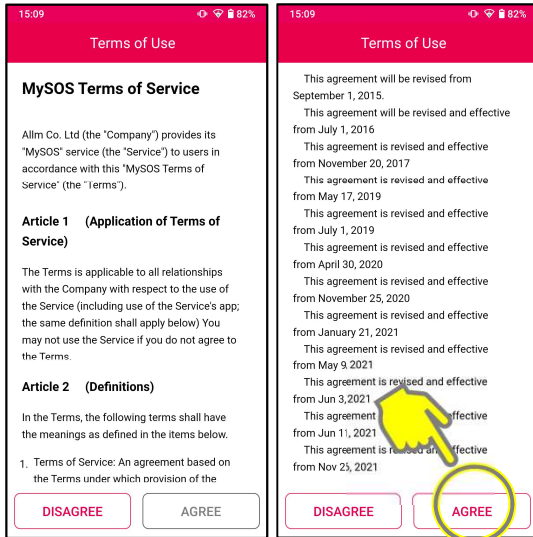 15:09 82%
Terms of Use
MySOS Terms of Service
Allm Co. Ltd (the "Company") provides its
"MySOS" service (the "Service") to users in
accordance with this "MySOS Terms of
Service" (the "Terms").
Article 1 (Application of Terms of
Service)
The Terms is applicable to all relationships
with the Company with respect to the use of
the Service (including use of the Service's app;
the same definition shall apply below) You
may not use the Service if you do not agree to
the Terms.
Article 2 (Definitions)
In the Terms, the following terms shall have
the meanings as defined in the items below.
1. Terms of Service: An agreement based on
the Terms under which provision of the
DISAGREE AGREE
15:09 82%
Terms of Use
This agreement will be revised from
September 1, 2015.
This agreement will be revised and effective
from July 1, 2016
This agreement is revised and effective
from November 20, 2017
This agreement is revised and effective
from May 17, 2019
This agreement is revised and effective
from July 1, 2019
This agreement is revised and effective
from April 30, 2020
This agreement is revised and effective
from November 25, 2020
This agreement is revised and effective
from January 21, 2021
This agreement is revised and effective
from May 9, 2021
This agreement is revised and effective
from Jun 3,2021
This agreement effective
from Jun 11, 2021
This agreement is revised and effective
from Nov 25, 2021
DISAGREE AGREE